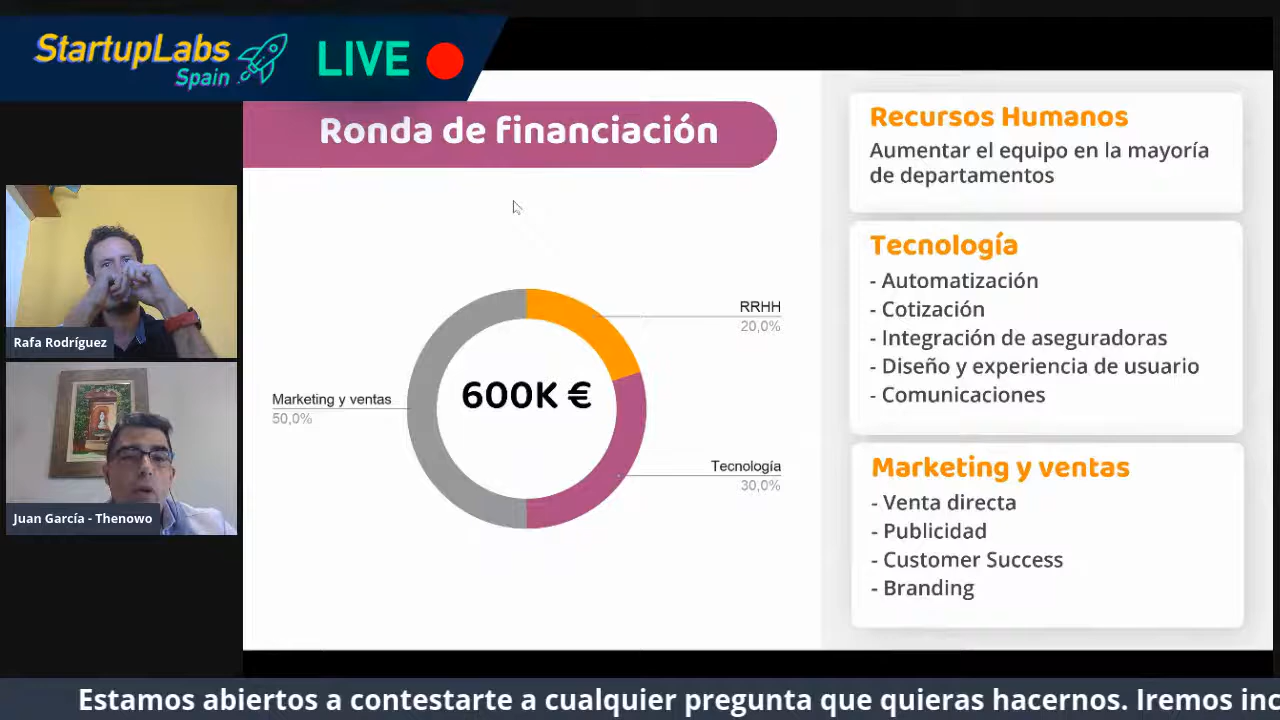 StartupLabs
Spain
LIVE
Ronda de financiación
Rafa Rodríguez
Juan García - Thenowo
600K €
RRHH
20,0%
Marketing y ventas
50,0%
Tecnología
30,0%
Recursos Humanos
Aumentar el equipo en la mayoría
de departamentos
Tecnología
- Automatización
- Cotización
- Integración de aseguradoras
- Diseño y experiencia de usuario
- Comunicaciones
Marketing y ventas
- Venta directa
- Publicidad
- Customer Success
- Branding
Estamos abiertos a contestarte a cualquier pregunta que quieras hacernos. Iremos inc